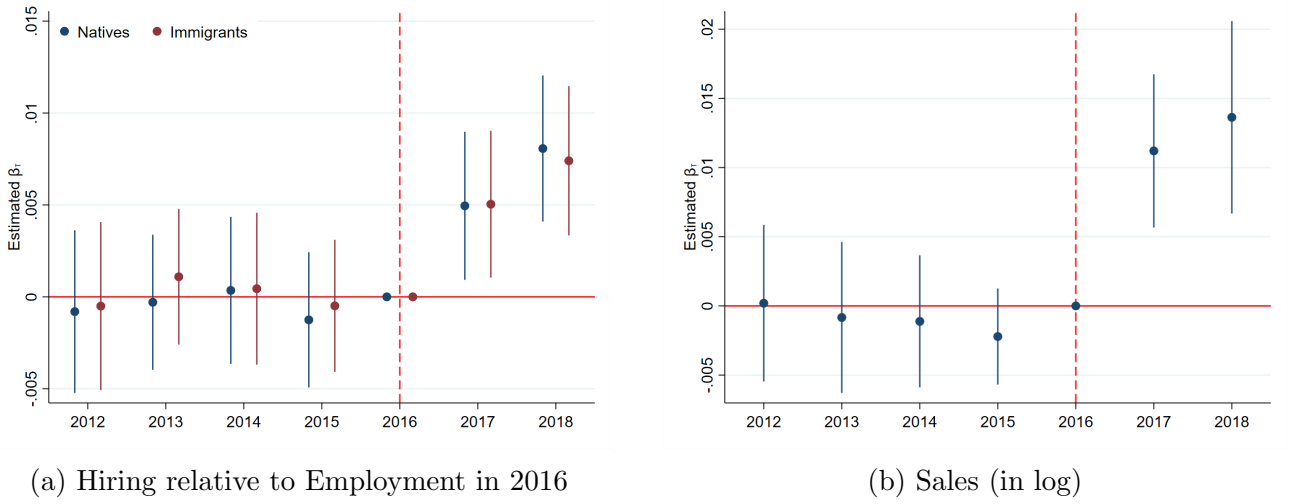 .015
.01
.005
0
-.005
Estimated βτ
Natives
Immigrants
2012 2013 2014 2015 2016 2017 2018
(a) Hiring relative to Employment in 2016
.02
.015
.01
.005
0
-.005
Estimated βτ
2012 2013 2014 2015 2016 2017 2018
(b) Sales (in log)